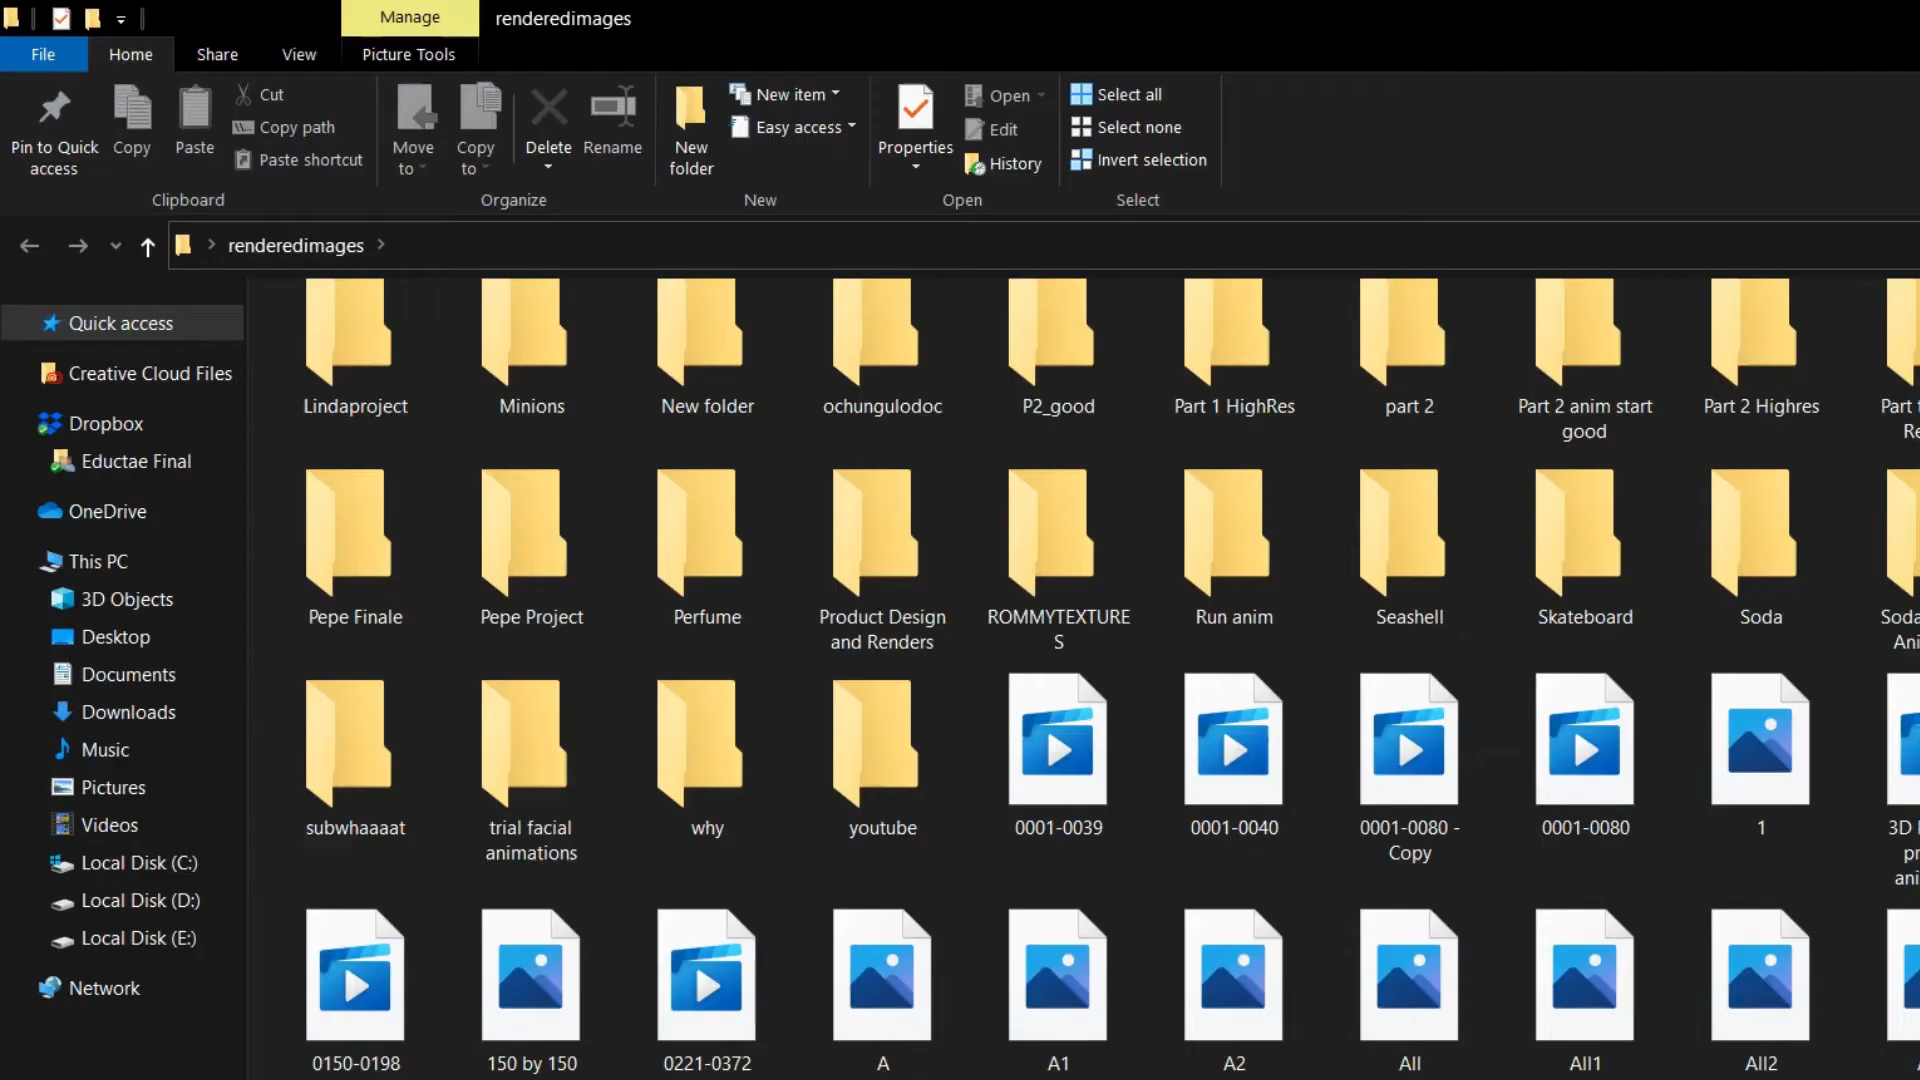 Manage
renderedimages
File
Home
Share
View
Picture Tools
Pin to Quick
access
Copy
Paste
Cut
Copy path
Paste shortcut
Clipboard
Move
to
Copy
to
Delete
Rename
Organize
New
folder
New item
Easy access
New
Properties
Open
Edit
History
Open
Select all
Select none
Invert selection
Select
renderedimages
Quick access
Creative Cloud Files
Dropbox
Eductae Final
OneDrive
This PC
3D Objects
Desktop
Documents
Downloads
Music
Pictures
Videos
Local Disk (C:)
Local Disk (D:)
Local Disk (E:)
Network
Lindaproject
Minions
New folder
ochungulodoc
P2_good
Part 1 HighRes
part 2
Part 2 anim start
good
Part 2 Highres
Part
Pepe Finale
Pepe Project
Perfume
Product Design
and Renders
ROMMYTEXTURE
S
Run anim
Seashell
Skateboard
Soda
Soda
Ani
subwhaaaat
trial facial
animations
why
youtube
0001-0039
0001-0040
0001-0080 -
Copy
0001-0080
1
3D
0150-0198
150 by 150
0221-0372
A
A1
A2
All
All1
All2